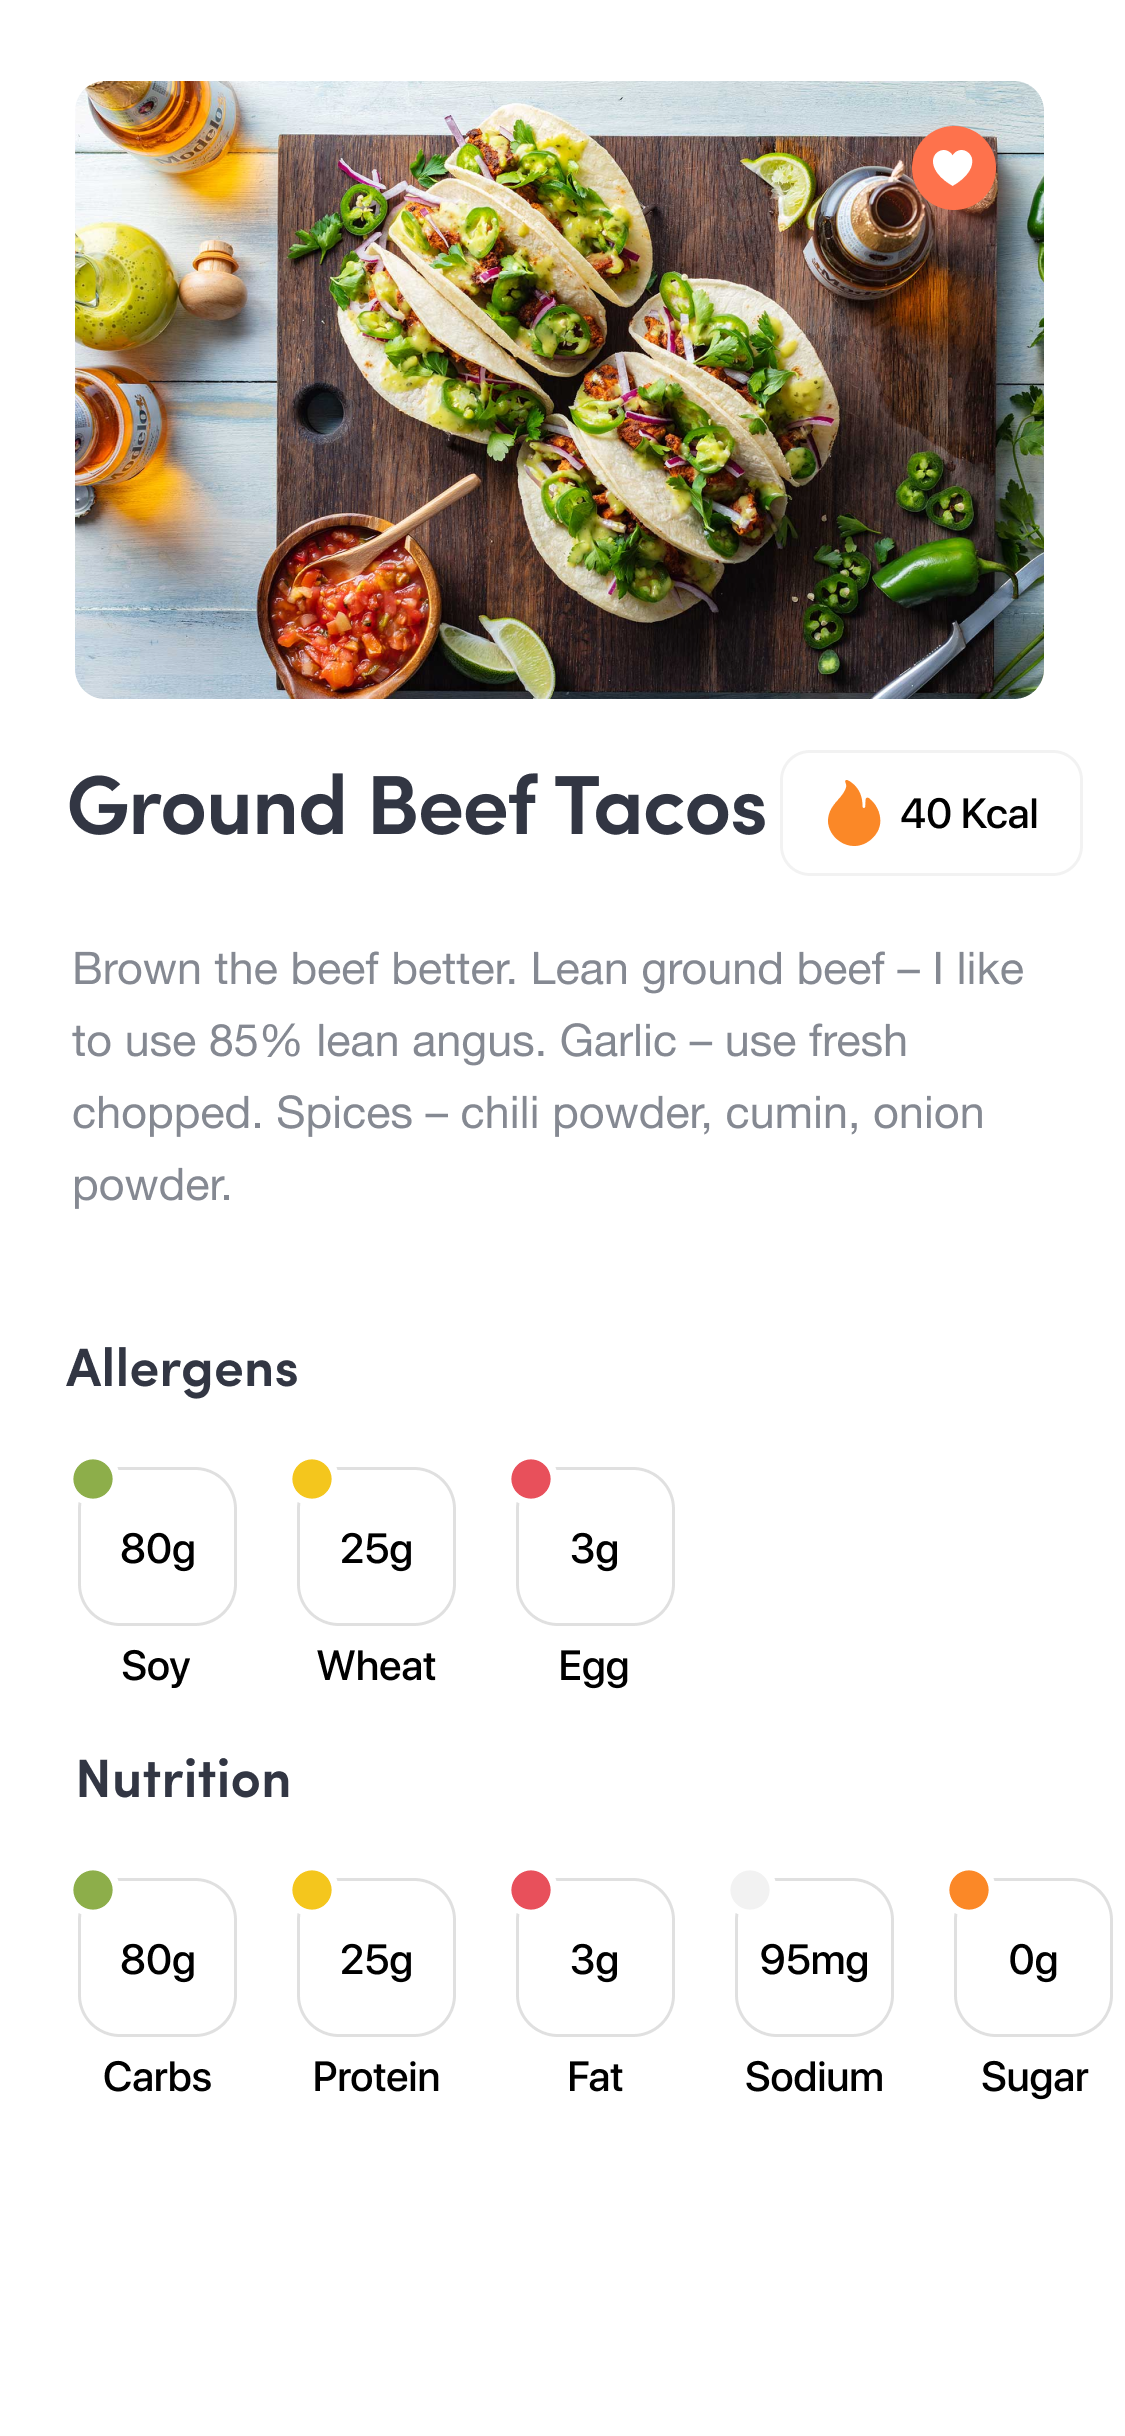 Modelo
Modelo
Ground Beef Tacos
40 Kcal
Brown the beef better. Lean ground beef – I like
to use 85% lean angus. Garlic – use fresh
chopped. Spices – chili powder, cumin, onion
powder.
Allergens
80g
25g
3g
Soy
Wheat
Egg
Nutrition
80g
25g
3g
95mg
0g
Carbs
Protein
Fat
Sodium
Sugar